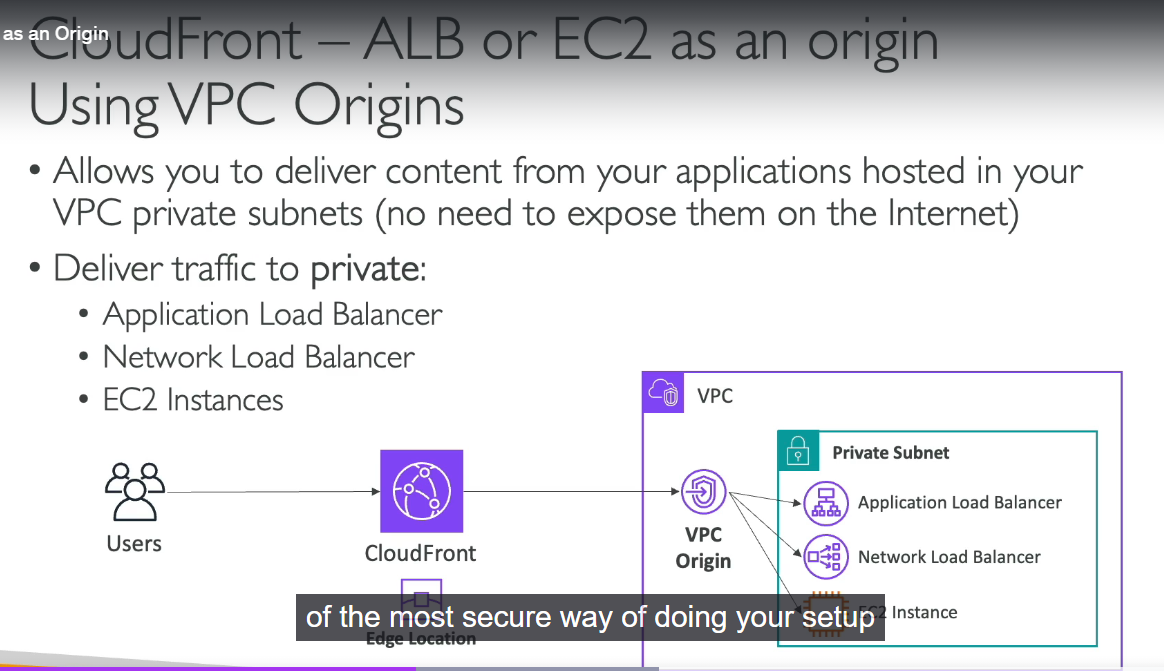 as an Origin
CloudFront – ALB or EC2 as an origin
Using VPC Origins
• Allows you to deliver content from your applications hosted in your
VPC private subnets (no need to expose them on the Internet)
• Deliver traffic to private:
• Application Load Balancer
• Network Load Balancer
• EC2 Instances
VPC
Private Subnet
Application Load Balancer
Network Load Balancer
EC2 Instance
VPC
Origin
Users
CloudFront
of the most secure way of doing your setup
Edge Location